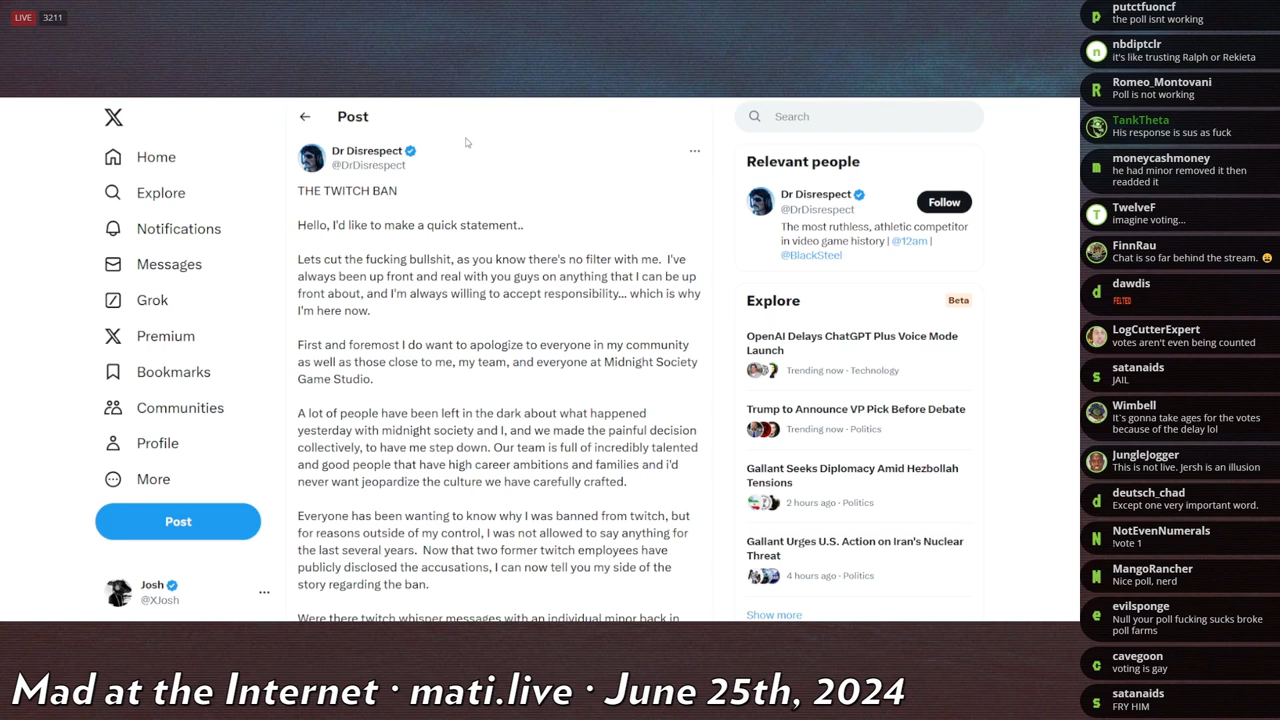 LIVE 3211
Home
Explore
Notifications
Messages
Grok
Premium
Bookmarks
Communities
Profile
More
Post
Josh
@XJosh
Post
Dr Disrespect
@DrDisrespect
THE TWITCH BAN
Hello, I'd like to make a quick statement..
Lets cut the fucking bullshit, as you know there's no filter with me. I've
always been up front and real with you guys on anything that I can be up
front about, and I'm always willing to accept responsibility... which is why
I'm here now.
First and foremost I do want to apologize to everyone in my community
as well as those close to me, my team, and everyone at Midnight Society
Game Studio.
A lot of people have been left in the dark about what happened
yesterday with midnight society and I, and we made the painful decision
collectively, to have me step down. Our team is full of incredibly talented
and good people that have high career ambitions and families and i'd
never want jeopardize the culture we have carefully crafted.
Everyone has been wanting to know why I was banned from twitch, but
for reasons outside of my control, I was not allowed to say anything for
the last several years. Now that two former twitch employees have
publicly disclosed the accusations, I can now tell you my side of the
story regarding the ban.
Were there twitch whisper messages with an individual minor back in
Search
Relevant people
Dr Disrespect
@DrDisrespect
Follow
The most ruthless, athletic competitor
in video game history | @12am |
@BlackSteel
Explore
Beta
OpenAI Delays ChatGPT Plus Voice Mode
Launch
Trending now · Technology
Trump to Announce VP Pick Before Debate
Trending now · Politics
Gallant Seeks Diplomacy Amid Hezbollah
Tensions
2 hours ago · Politics
Gallant Urges U.S. Action on Iran's Nuclear
Threat
4 hours ago · Politics
Show more
putctfuoncf
the poll isnt working
nbdiptclr
it's like trusting Ralph or Rekieta
Romeo_Montovani
Poll is not working
TankTheta
His response is sus as fuck
moneycashmoney
he had minor removed it then
readded it
TwelveF
imagine voting...
FinnRau
Chat is so far behind the stream. 😩
dawdis
FELTED
LogCutterExpert
votes aren't even being counted
satanaids
JAIL
Wimbell
It`s gonna take ages for the votes
because of the delay lol
JungleJogger
This is not live. Jersh is an illusion
deutsch_chad
Except one very important word.
NotEvenNumerals
!vote 1
MangoRancher
Nice poll, nerd
evilsponge
Null your poll fucking sucks broke
poll farms
cavegoon
voting is gay
satanaids
FRY HIM
Mad at the Internet · mati.live · June 25th, 2024